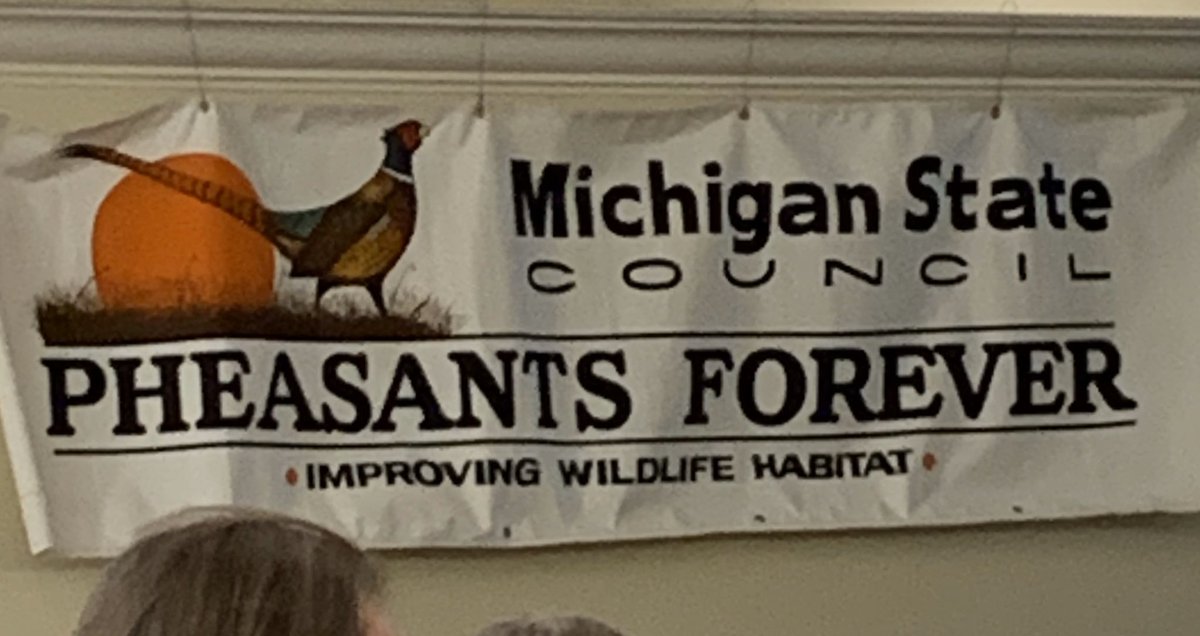 Michigan State
COUNCIL
PHEASANTS FOREVER
•IMPROVING WILDLIFE HABITAT•